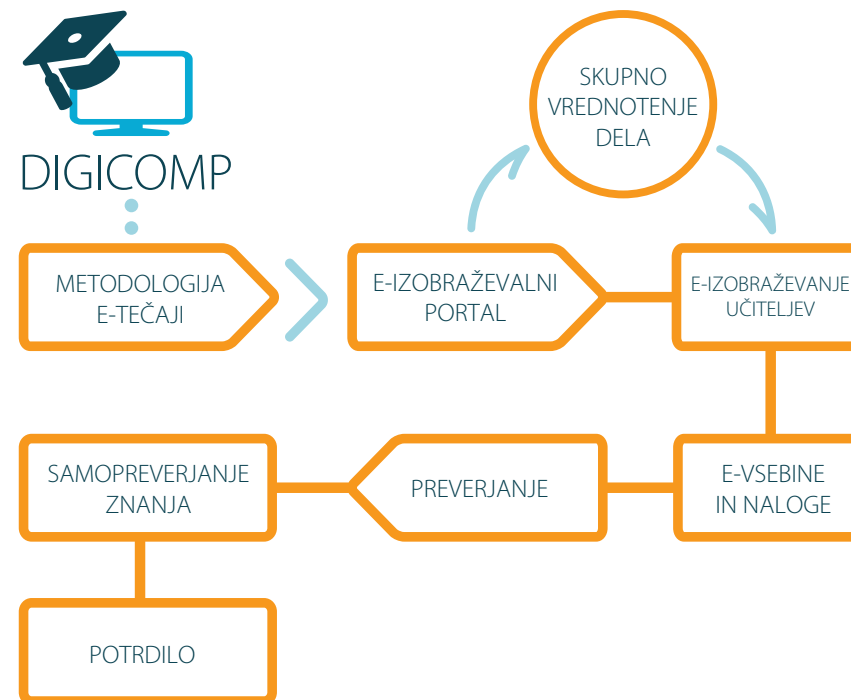 DIGICOMP
SKUPNO
VREDNOTENJE
DELA
METODOLOGIJA
E-TEČAJI
E-IZOBRAŽEVALNI
PORTAL
E-IZOBRAŽEVANJE
UČITELJEV
SAMOPREVERJANJE
ZNANJA
PREVERJANJE
E-VSEBINE
IN NALOGE
POTRDILO